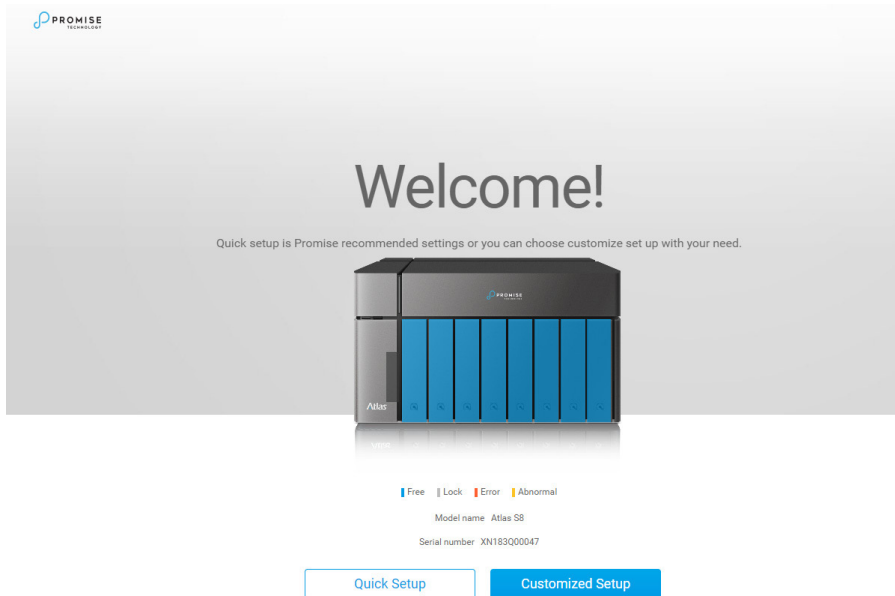 PROMISE
TECHNOLOGY
Welcome!
Quick setup is Promise recommended settings or you can choose customize set up with your need.
PROMISE
TECHNOLOGY
Atlas
Free Lock Error Abnormal
Model name Atlas S8
Serial number XN183Q00047
Quick Setup Customized Setup